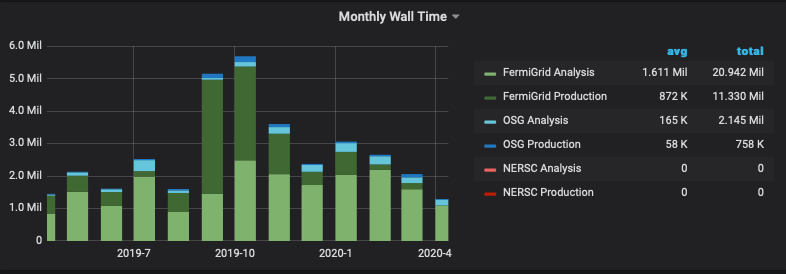 Monthly Wall Time
6.0 Mil
5.0 Mil
4.0 Mil
3.0 Mil
2.0 Mil
1.0 Mil
0
2019-7 2019-10 2020-1 2020-4
avg total
FermiGrid Analysis 1.611 Mil 20.942 Mil
FermiGrid Production 872 K 11.330 Mil
OSG Analysis 165 K 2.145 Mil
OSG Production 58 K 758 K
NERSC Analysis 0 0
NERSC Production 0 0